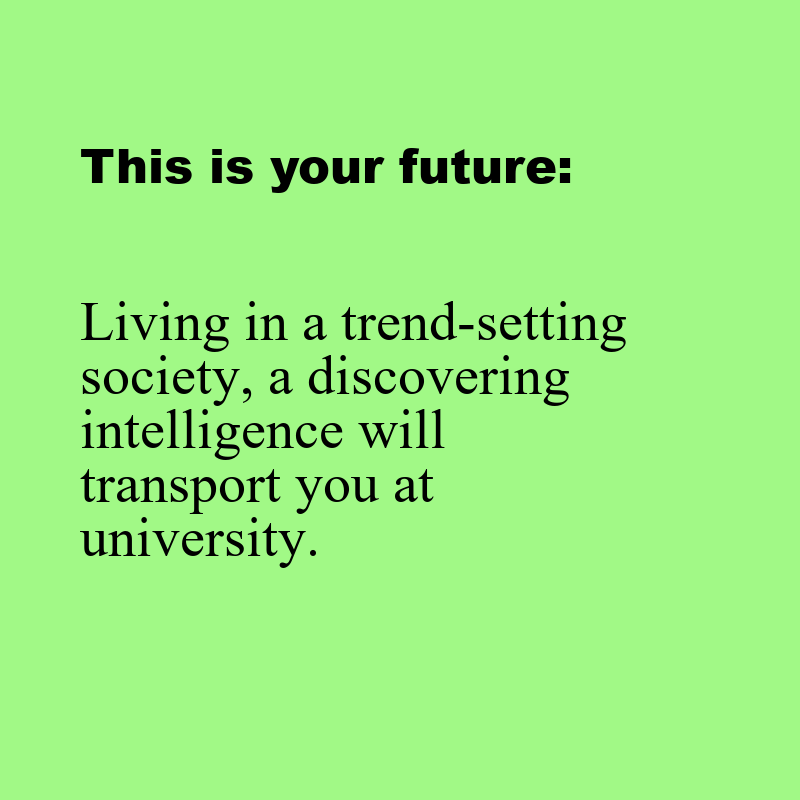 This is your future:
Living in a trend-setting
society, a discovering
intelligence will
transport you at
university.